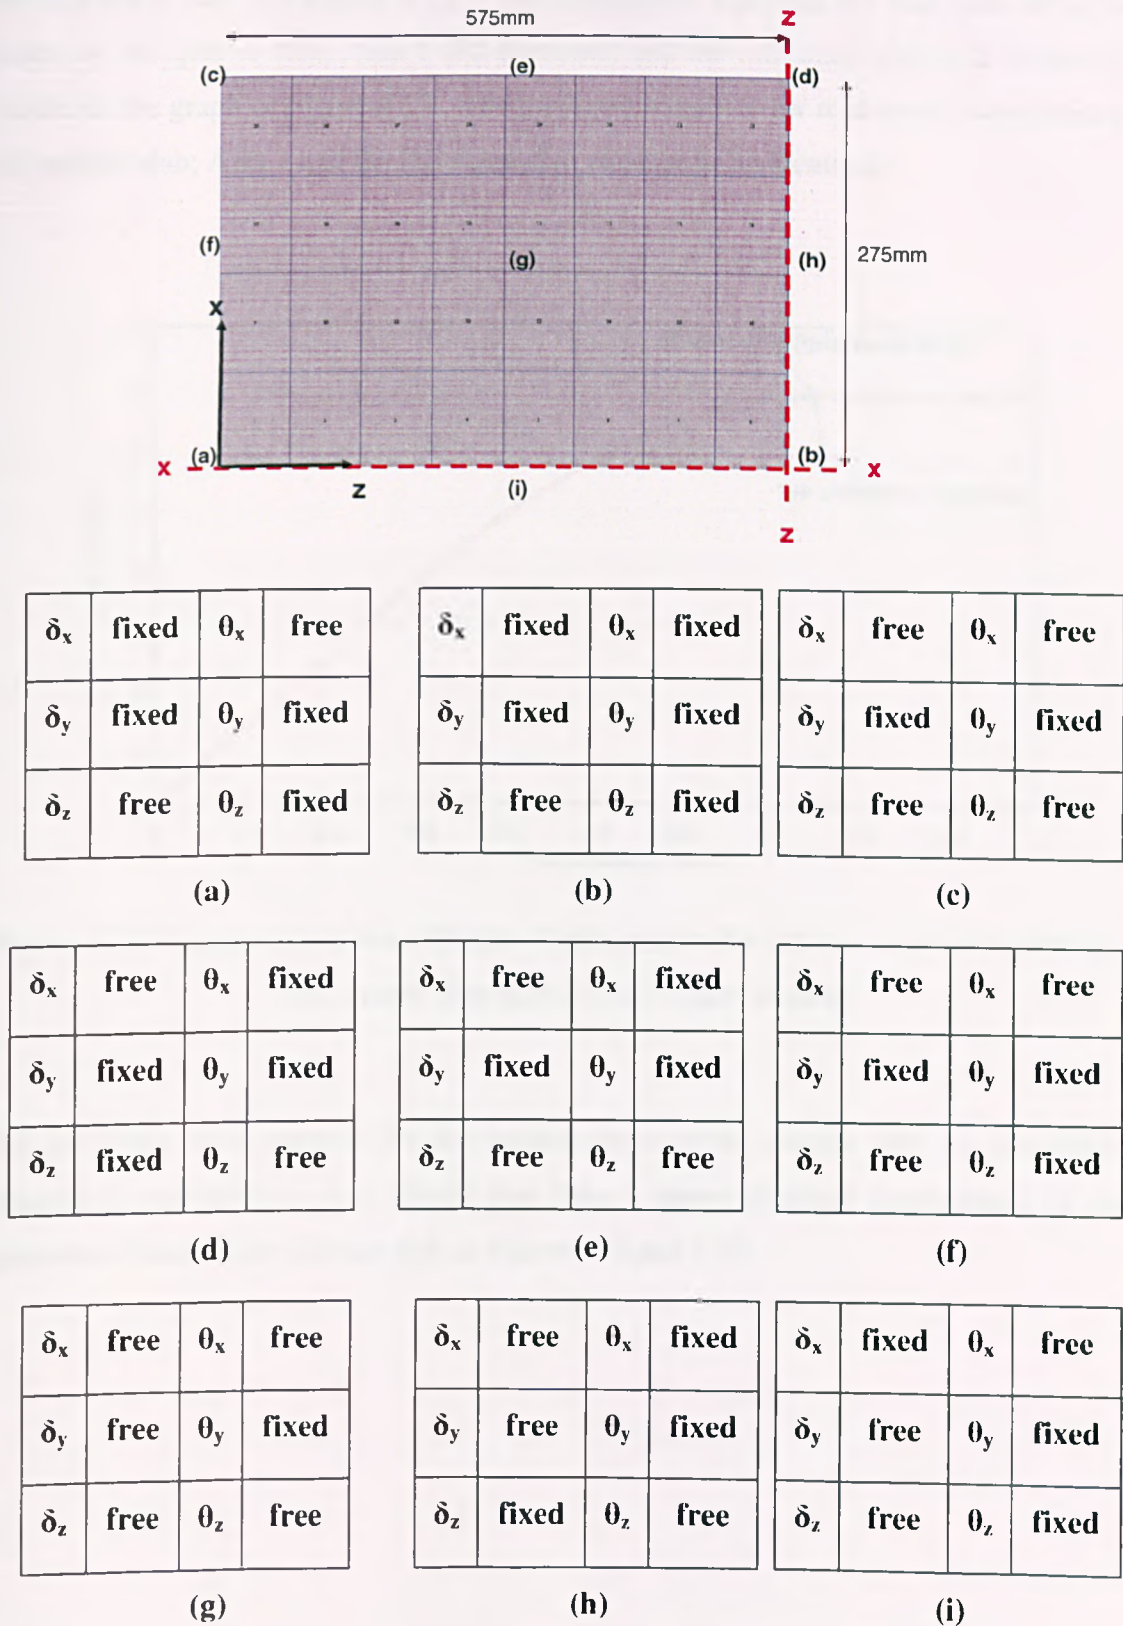 575mm
z
(c)
(e)
(d)
(f)
(g)
(h)
275mm
x
(a)
(b)
x
x
z
(i)
z
δx fixed θx free
δy fixed θy fixed
δz free θz fixed
(a)
δx fixed θx fixed
δy fixed θy fixed
δz free θz fixed
(b)
δx free θx free
δy fixed θy fixed
δz free θz free
(c)
δx free θx fixed
δy fixed θy fixed
δz fixed θz free
(d)
δx free θx fixed
δy fixed θy fixed
δz free θz free
(e)
δx free θx free
δy fixed θy fixed
δz free θz fixed
(f)
δx free θx free
δy free θy fixed
δz free θz free
(g)
δx free θx fixed
δy free θy fixed
δz fixed θz free
(h)
δx fixed θx free
δy free θy fixed
δz free θz fixed
(i)